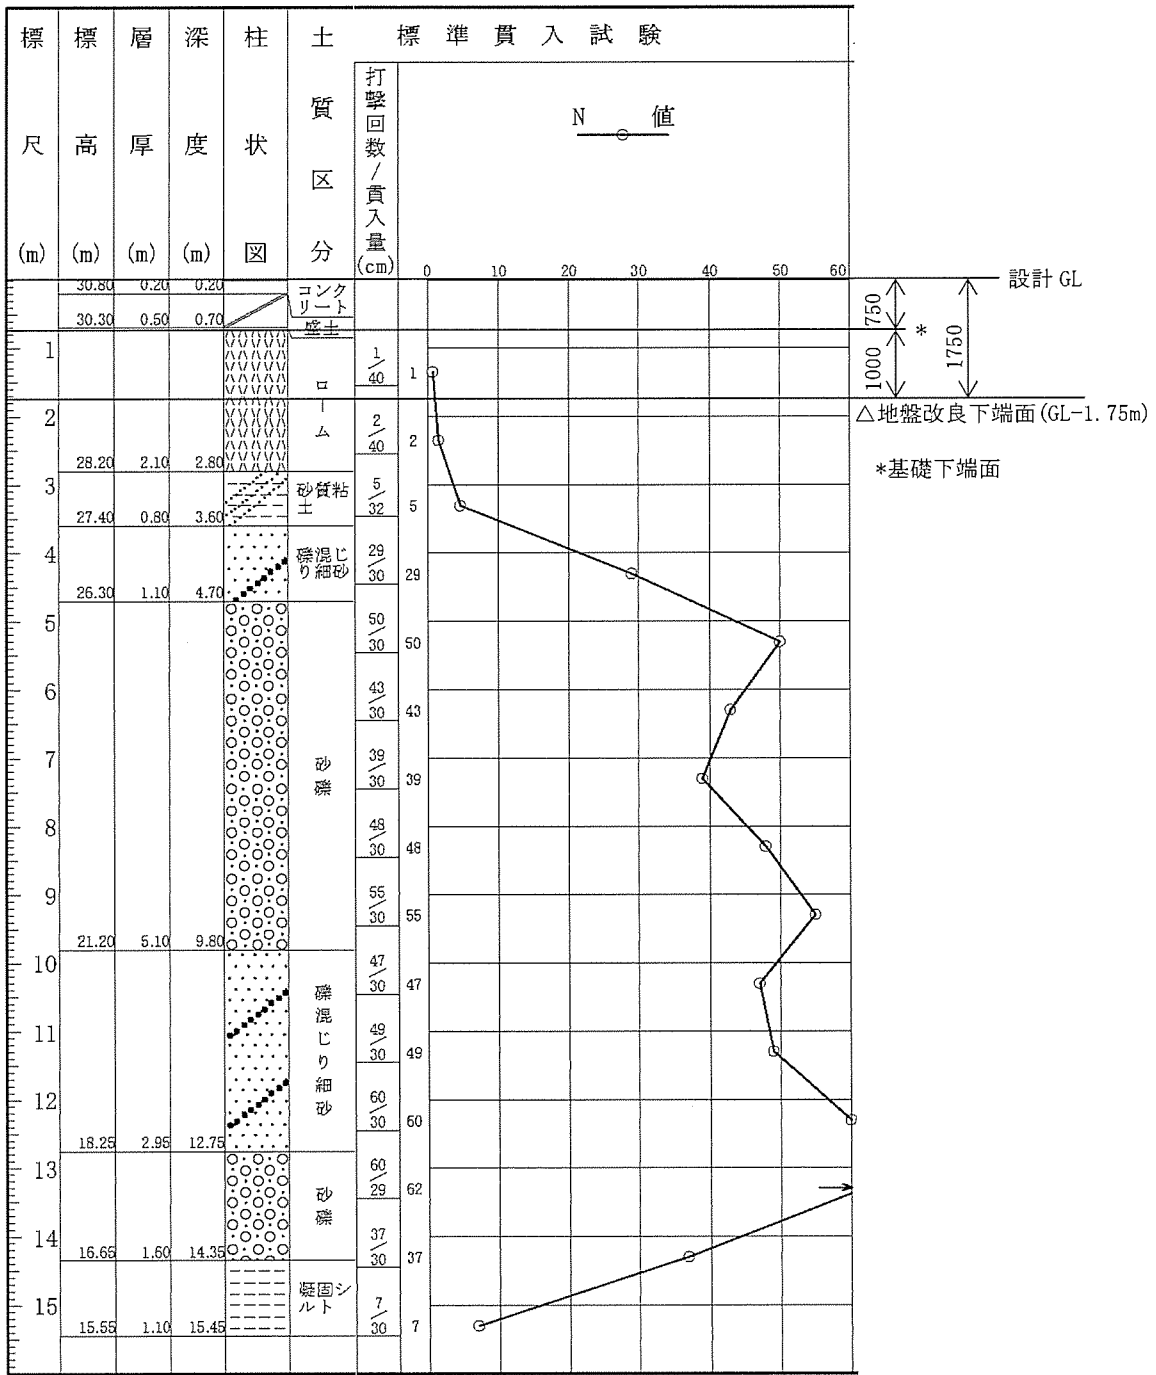 標尺(m) 標高(m) 層厚(m) 深度(m) 柱状図 土質区分 標準貫入試験
打撃回数/貫入量(cm)
N 値
0 10 20 30 40 50 60
設計 GL
30.80 0.20 0.20 コンクリート
30.30 0.50 0.70 盛土
750
1000
1750
*
1 1/40 1
ローム
△地盤改良下端面(GL-1.75m)
2 2/40 2
28.20 2.10 2.80
*基礎下端面
3 砂質粘土 5/32 5
27.40 0.80 3.60
4 礫混じり細砂 29/30 29
26.30 1.10 4.70
5 50/30 50
6 43/30 43
7 砂礫 39/30 39
8 48/30 48
9 55/30 55
21.20 5.10 9.80
10 47/30 47
礫混じり細砂
11 49/30 49
12 60/30 60
18.25 2.95 12.75
13 60/29 62
砂礫
14 37/30 37
16.65 1.60 14.35
凝固シルト
15 7/30 7
15.55 1.10 15.45